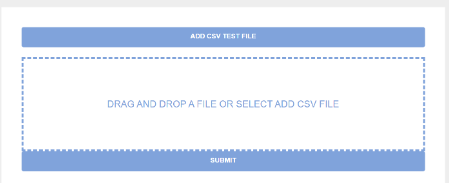 ADD CSV TEST FILE
DRAG AND DROP A FILE OR SELECT ADD CSV FILE
SUBMIT